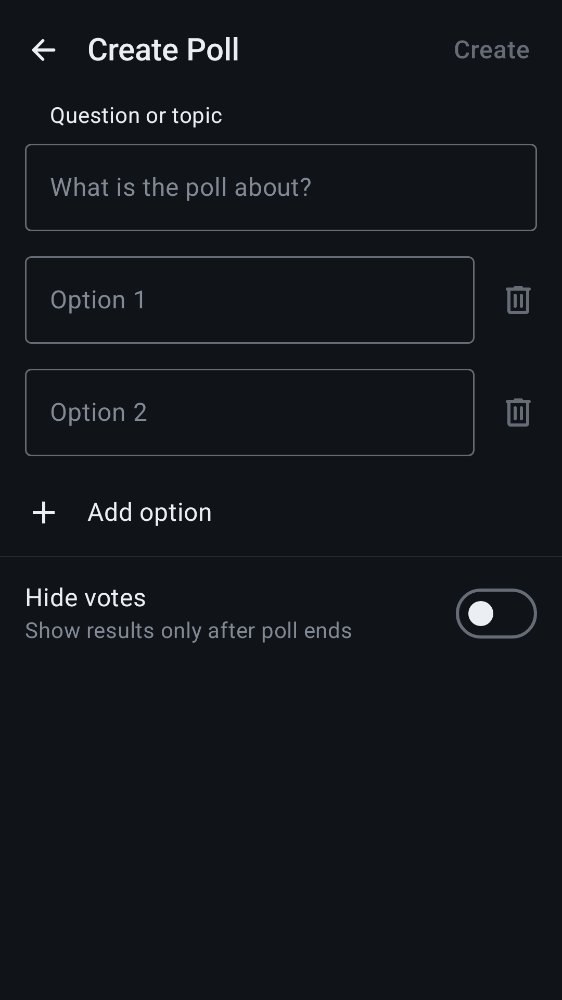 Create Poll
Create
Question or topic
What is the poll about?
Option 1
Option 2
Add option
Hide votes
Show results only after poll ends